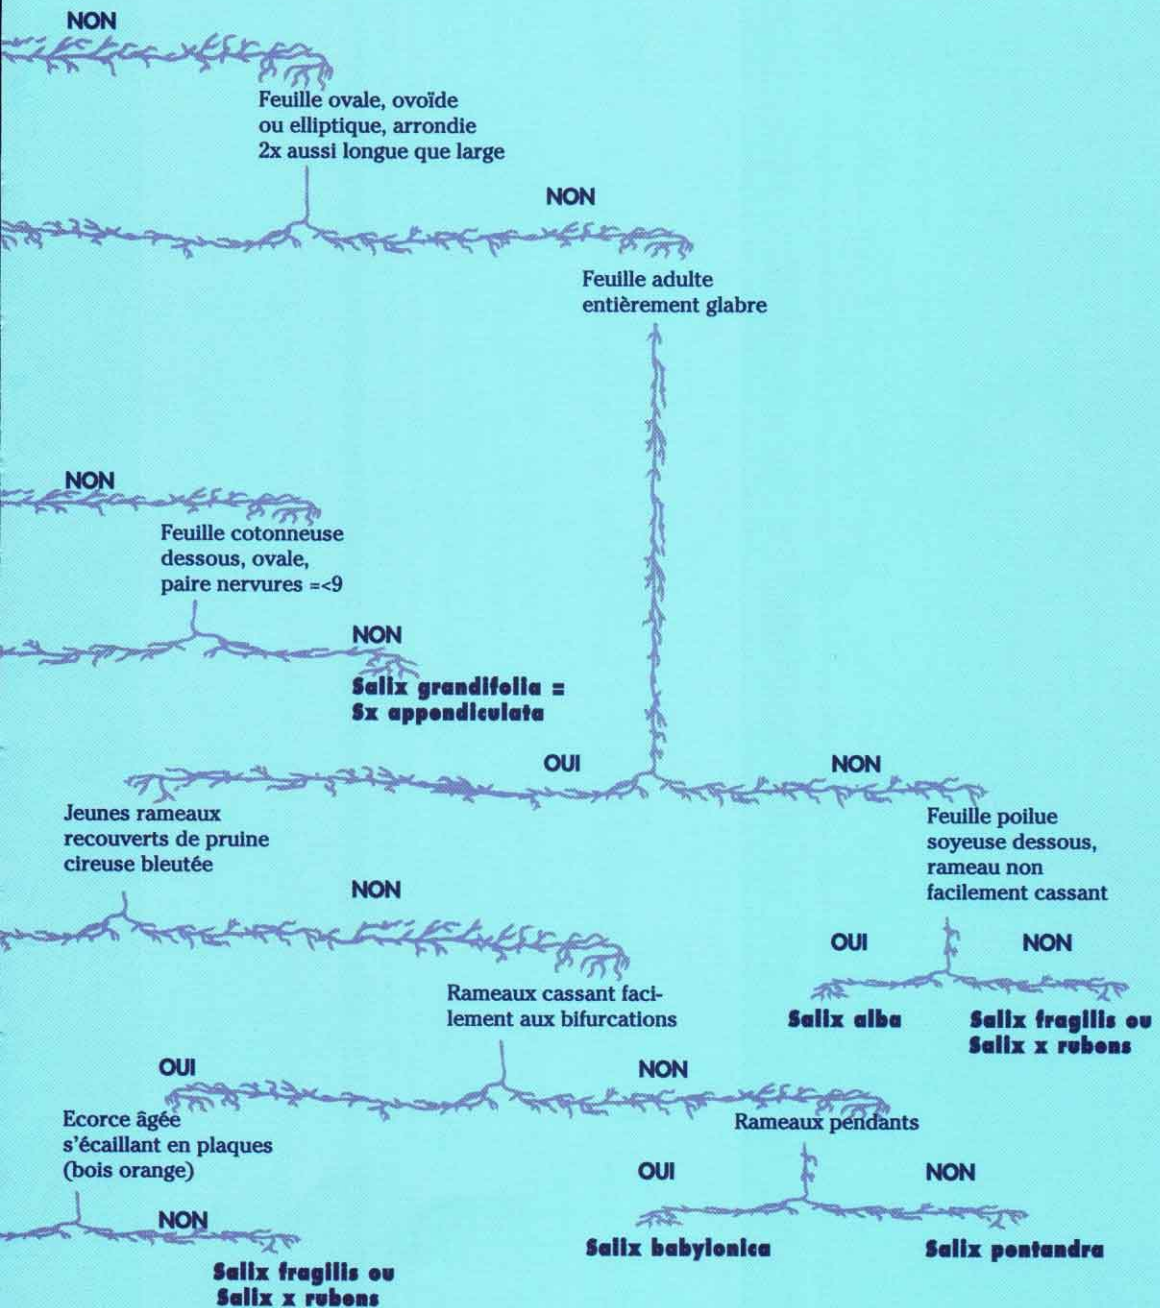 NON
Feuille ovale, ovoïde
ou elliptique, arrondie
2x aussi longue que large
NON
Feuille adulte
entièrement glabre
NON
Feuille cotonneuse
dessous, ovale,
paire nervures =<9
NON
Salix grandifolia =
Sx appendiculata
OUI
NON
Jeunes rameaux
recouverts de pruine
cireuse bleutée
Feuille poilue
soyeuse dessous,
rameau non
facilement cassant
NON
OUI
NON
Salix alba
Salix fragilis ou
Salix x rubens
Rameaux cassant faci-
lement aux bifurcations
OUI
NON
Ecorce âgée
s'écaillant en plaques
(bois orange)
Rameaux pendants
OUI
NON
NON
Salix babylonica
Salix pentandra
Salix fragilis ou
Salix x rubens